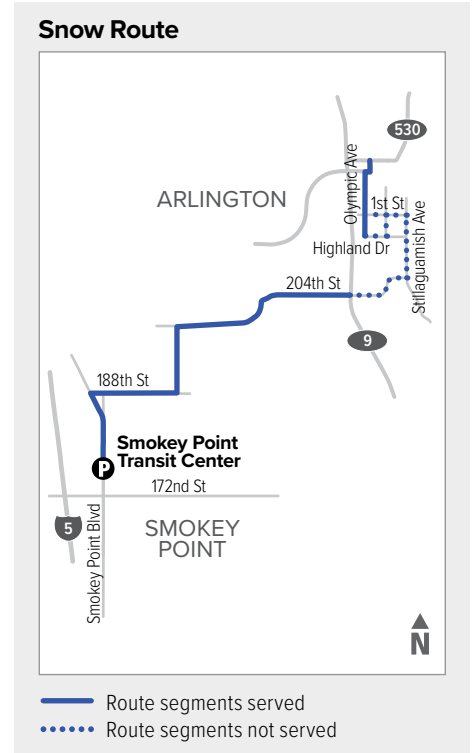 Snow Route
530
Olympic Ave
ARLINGTON
1st St
Stillaguamish Ave
Highland Dr
204th St
9
188th St
Smokey Point
Transit Center
P
172nd St
5
Smokey Point Blvd
SMOKEY
POINT
N
Route segments served
Route segments not served